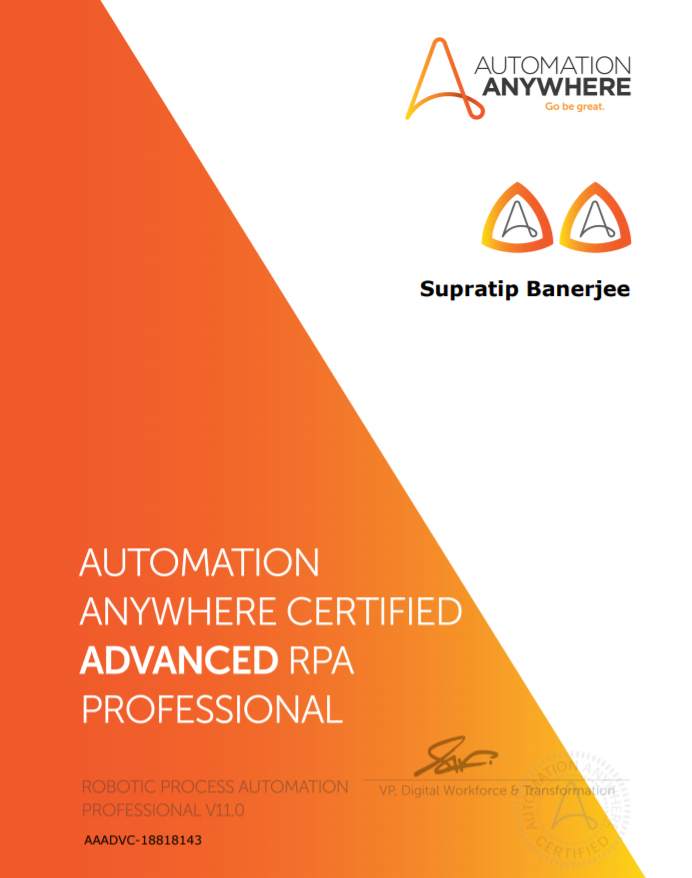 AUTOMATION
ANYWHERE
Go be great.
Supratip Banerjee
AUTOMATION
ANYWHERE CERTIFIED
ADVANCED RPA
PROFESSIONAL
ROBOTIC PROCESS AUTOMATION
PROFESSIONAL V11.0
AAADVC-18818143
VP, Digital Workforce & Transformation
AUTOMATION ANYWHERE
CERTIFIED